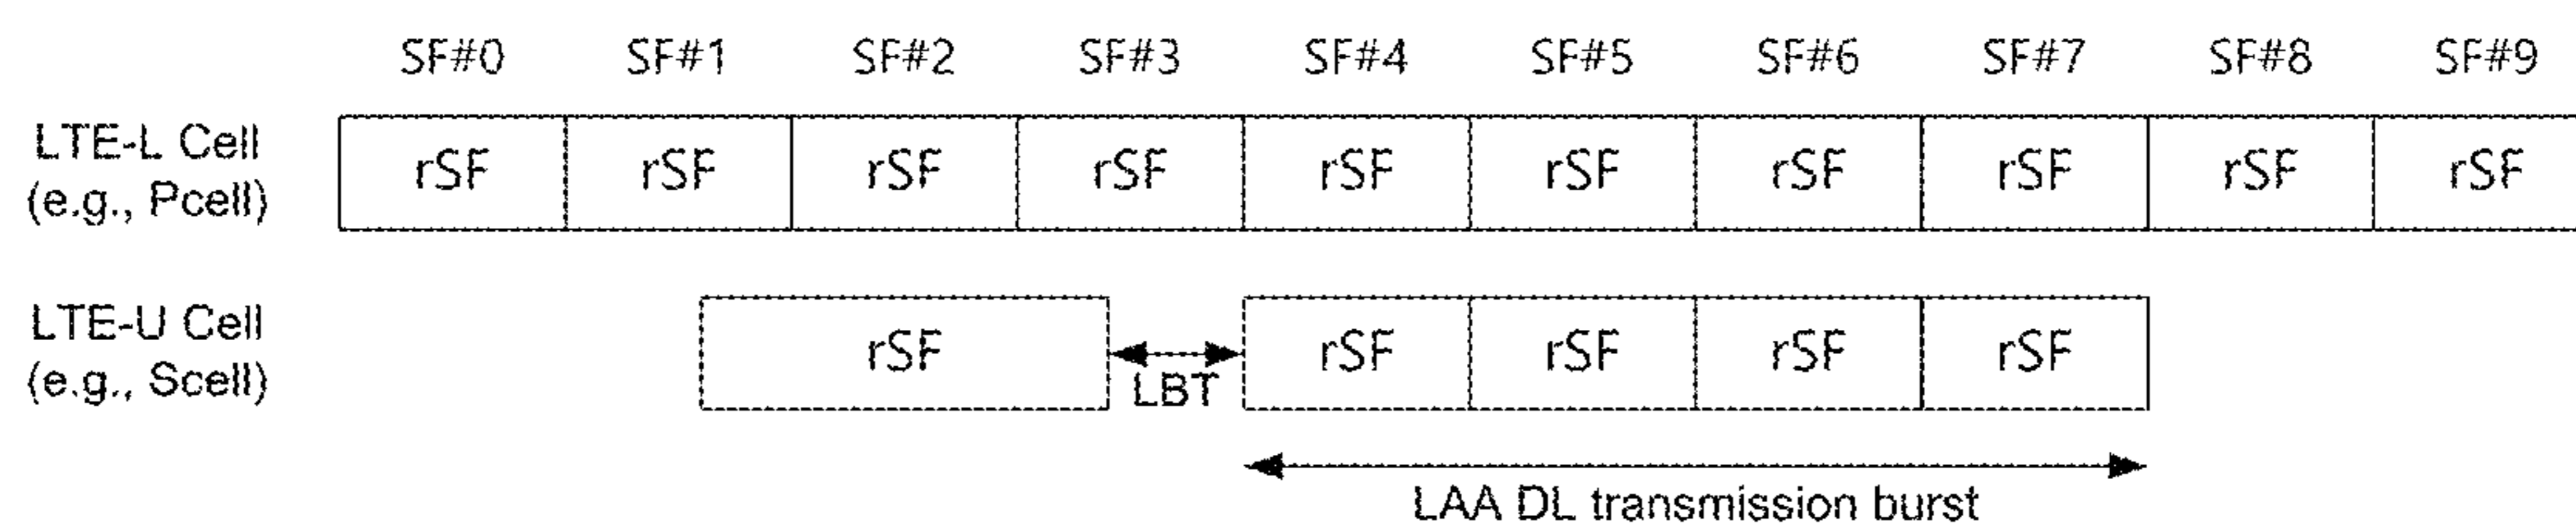 SF#0 SF#1 SF#2 SF#3 SF#4 SF#5 SF#6 SF#7 SF#8 SF#9
LTE-L Cell
(e.g., Pcell)
rSF rSF rSF rSF rSF rSF rSF rSF rSF rSF
LTE-U Cell
(e.g., Scell)
rSF LBT rSF rSF rSF rSF
LAA DL transmission burst